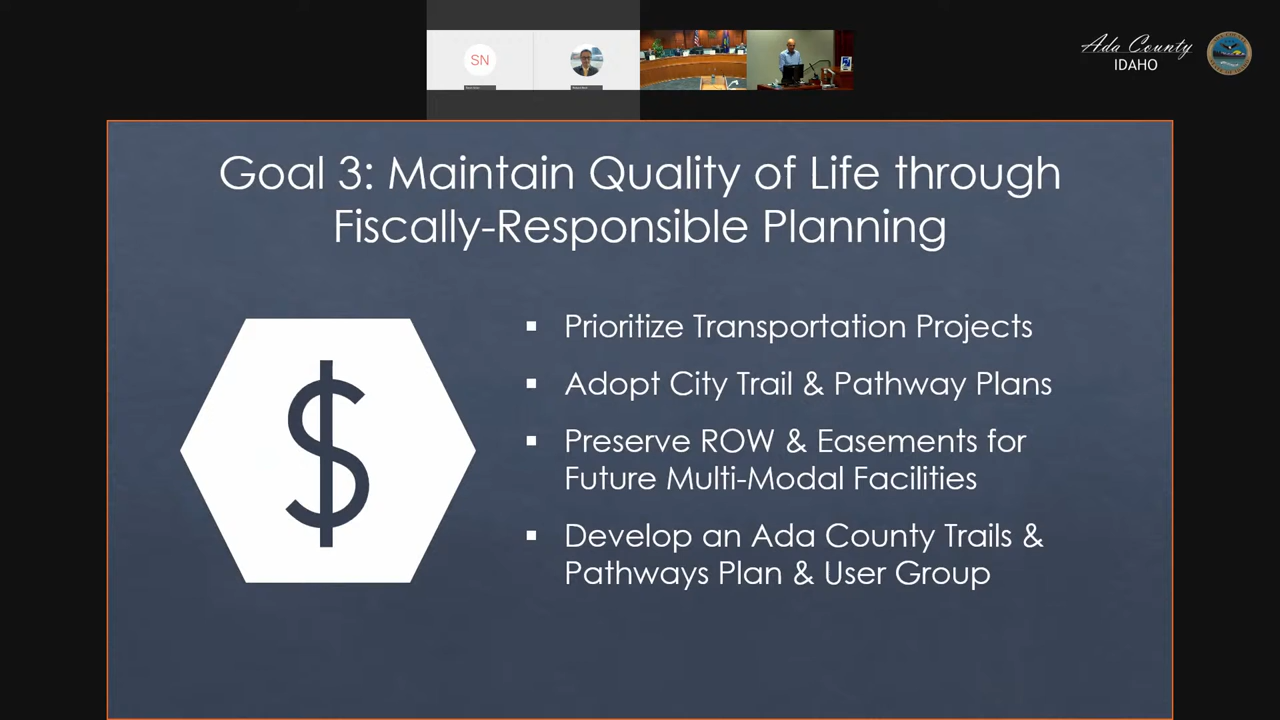 SN
Ada County
IDAHO
Goal 3: Maintain Quality of Life through
Fiscally-Responsible Planning
$
▪ Prioritize Transportation Projects
▪ Adopt City Trail & Pathway Plans
▪ Preserve ROW & Easements for
Future Multi-Modal Facilities
▪ Develop an Ada County Trails &
Pathways Plan & User Group